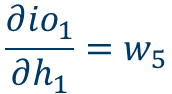 ∂io₁/∂h₁ = w₅